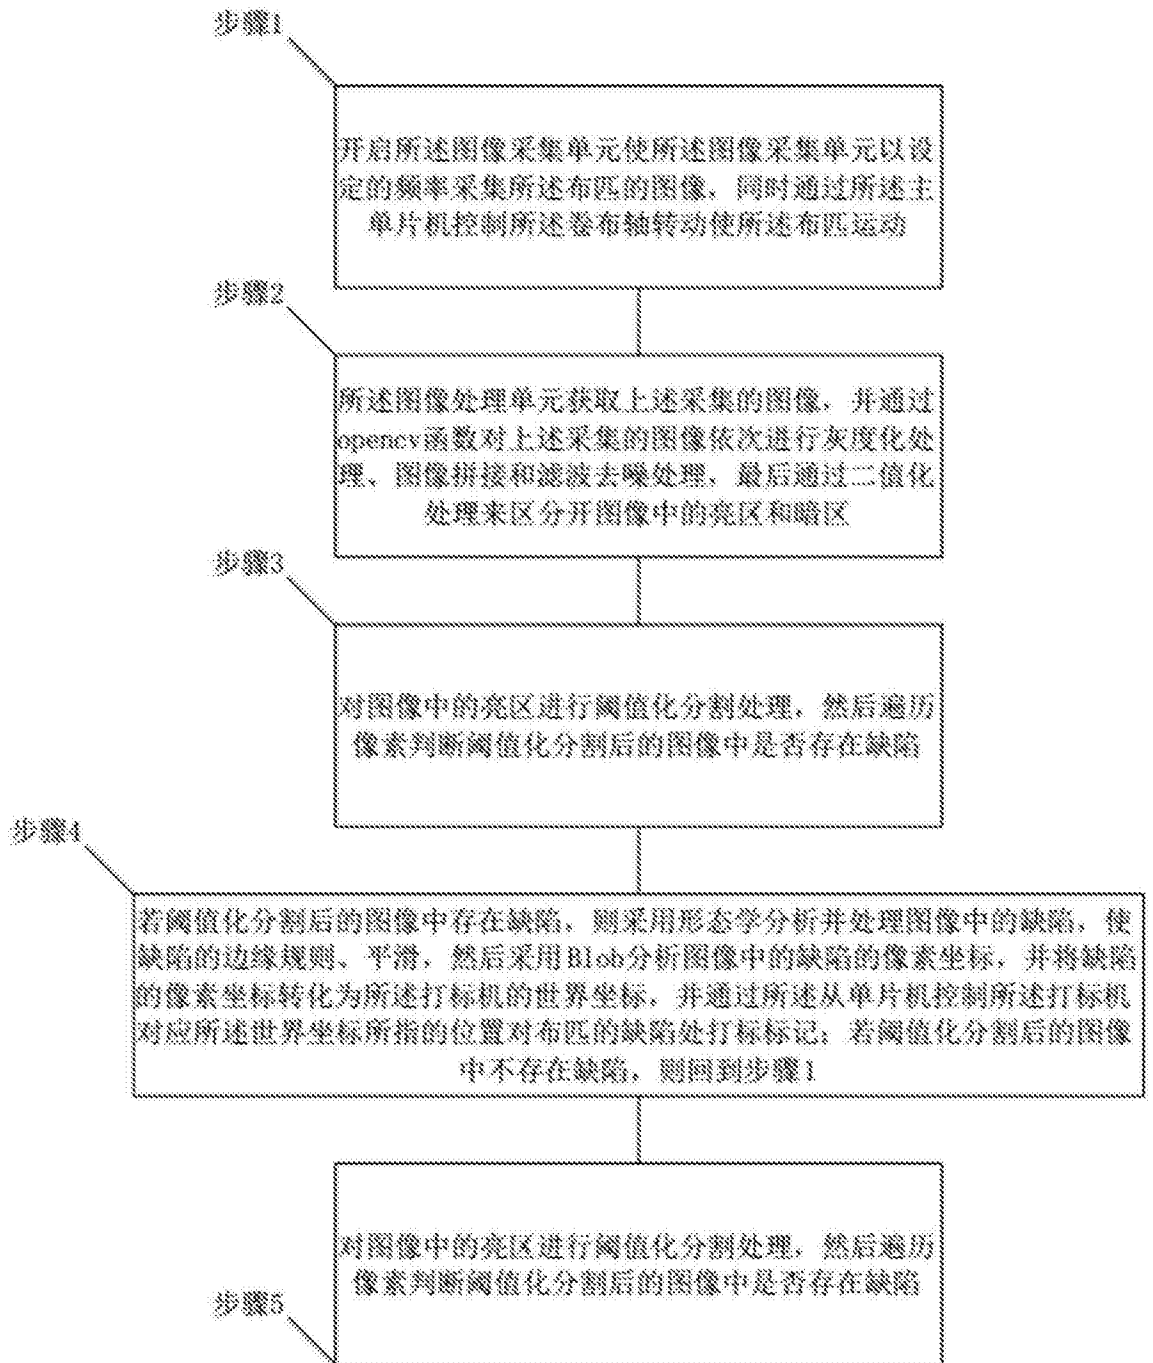 步骤1
开启所述图像采集单元使所述图像采集单元以设
定的频率采集所述布匹的图像，同时通过所述主
单片机控制所述卷布轴转动使所述布匹运动
步骤2
所述图像处理单元获取上述采集的图像，并通过
opencv函数对上述采集的图像依次进行灰度化处
理、图像拼接和滤波去噪处理，最后通过二值化
处理来区分开图像中的亮区和暗区
步骤3
对图像中的亮区进行阈值化分割处理，然后遍历
像素判断阈值化分割后的图像中是否存在缺陷
步骤4
若阈值化分割后的图像中存在缺陷，则采用形态学分析并处理图像中的缺陷，使
缺陷的边缘规则、平滑，然后采用Blob分析图像中的缺陷的像素坐标，并将缺陷
的像素坐标转化为所述打标机的世界坐标，并通过所述从单片机控制所述打标机
对应所述世界坐标所指的位置对布匹的缺陷处打标标记；若阈值化分割后的图像
中不存在缺陷，则回到步骤1
对图像中的亮区进行阈值化分割处理，然后遍历
像素判断阈值化分割后的图像中是否存在缺陷
步骤5